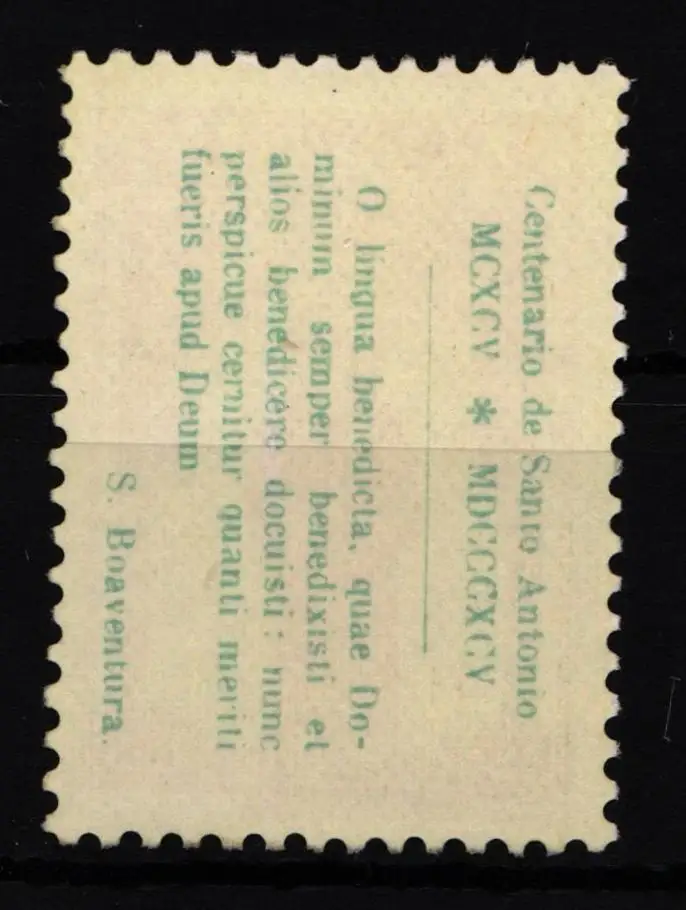 Centenario de Santo Antonio
MCXCV * MDCCCXCV
O lingua benedicta, quae Do-
minum semper benedixisti et
alios benedicere docuisti: nunc
perspicue cernitur quanti meriti
fueris apud Deum
S. Boaventura.